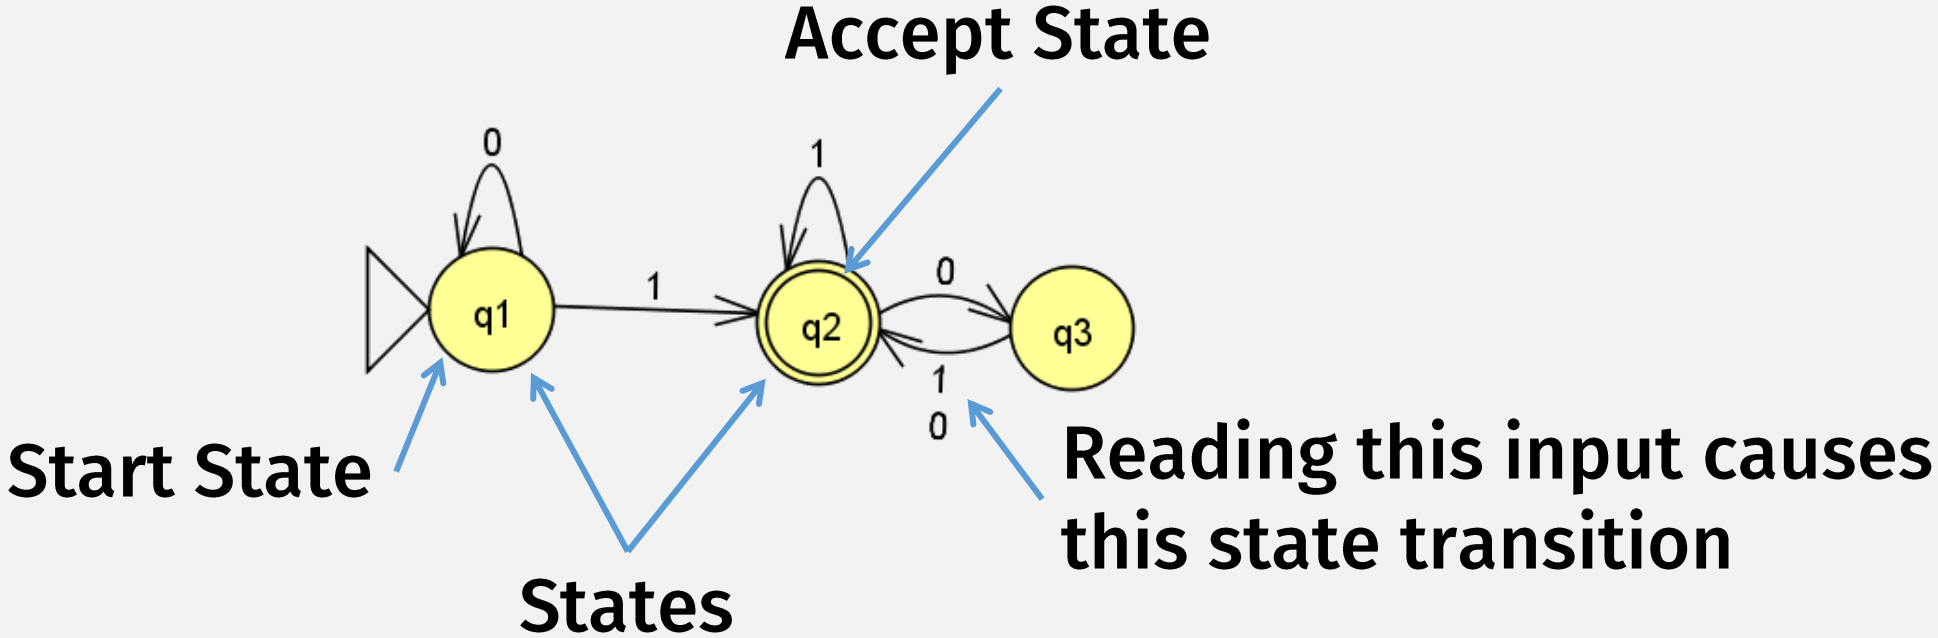 Accept State
0
1
1
0
q1
q2
q3
1
0
Start State
Reading this input causes
this state transition
States